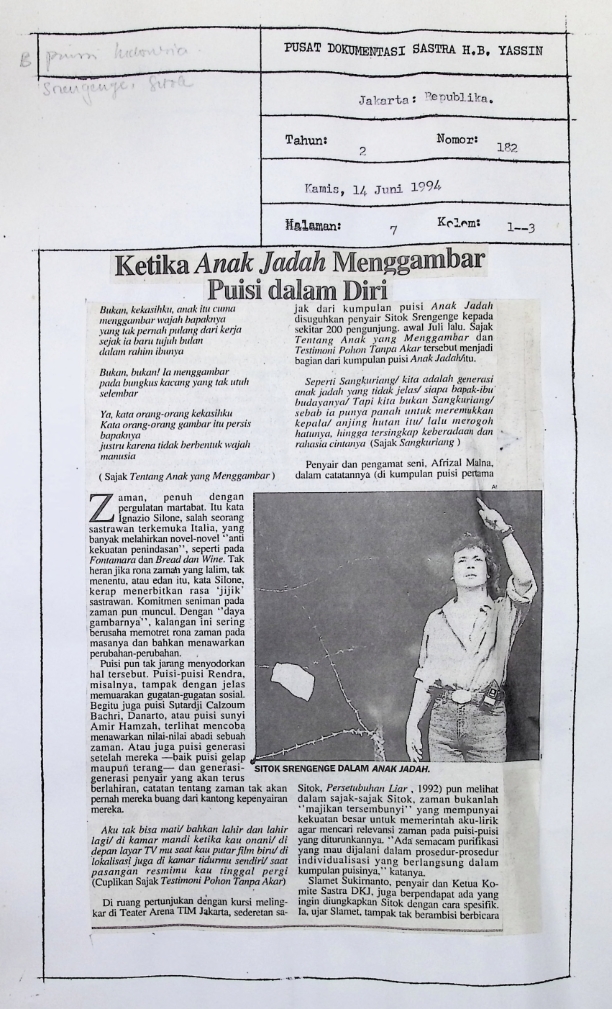 B puisi Indonesia.
Srengenge, Sitok
PUSAT DOKUMENTASI SASTRA H.B. YASSIN
Jakarta: Republika.
Tahun: 2 Nomor: 182
Kamis, 14 Juni 1994
Halaman: 7 Kolom: 1--3
Ketika Anak Jadah Menggambar
Puisi dalam Diri
Bukan, kekasihku, anak itu cuma
menggambar wajah bapaknya
yang tak pernah pulang dari kerja
sejak ia baru tujuh bulan
dalam rahim ibunya
Bukan, bukan! Ia menggambar
pada bungkus kacang yang tak utuh
selembar
Ya, kata orang-orang kekasihku
Kata orang-orang gambar itu persis
bapaknya
justru karena tidak berbentuk wajah
manusia
( Sajak Tentang Anak yang Menggambar )
Zaman, penuh dengan
pergulatan martabat. Itu kata
Ignazio Silone, salah seorang
sastrawan terkemuka Italia, yang
banyak melahirkan novel-novel ''anti
kekuatan penindasan'', seperti pada
Fontamara dan Bread dan Wine. Tak
heran jika rona zaman yang lalim, tak
menentu, atau edan itu, kata Silone,
kerap menerbitkan rasa 'jijik'
sastrawan. Komitmen seniman pada
zaman pun muncul. Dengan ''daya
gambarnya'', kalangan ini sering
berusaha memotret rona zaman pada
masanya dan bahkan menawarkan
perubahan-perubahan.
Puisi pun tak jarang menyodorkan
hal tersebut. Puisi-puisi Rendra,
misalnya, tampak dengan jelas
memuarakan gugatan-gugatan sosial.
Begitu juga puisi Sutardji Calzoum
Bachri, Danarto, atau puisi sunyi
Amir Hamzah, terlihat mencoba
menawarkan nilai-nilai abadi sebuah
zaman. Atau juga puisi generasi
setelah mereka —baik puisi gelap
maupun terang— dan generasi-
generasi penyair yang akan terus
berlahiran, catatan tentang zaman tak akan
pernah mereka buang dari kantong kepenyairan
mereka.
Aku tak bisa mati/ bahkan lahir dan lahir
lagi/ di kamar mandi ketika kau onani/ di
depan layar TV mu saat kau putar film biru/ di
lokalisasi juga di kamar tidurmu sendiri/ saat
pasangan resmimu kau tinggal pergi
(Cuplikan Sajak Testimoni Pohon Tanpa Akar)
Di ruang pertunjukan dengan kursi meling-
kar di Teater Arena TIM Jakarta, sederetan sa-
jak dari kumpulan puisi Anak Jadah
disuguhkan penyair Sitok Srengenge kepada
sekitar 200 pengunjung. awal Juli lalu. Sajak
Tentang Anak yang Menggambar dan
Testimoni Pohon Tanpa Akar tersebut menjadi
bagian dari kumpulan puisi Anak Jadah itu.
Seperti Sangkuriang/ kita adalah generasi
anak jadah yang tidak jelas/ siapa bapak-ibu
budayanya/ Tapi kita bukan Sangkuriang/
sebab ia punya panah untuk meremukkan
kepala/ anjing hutan itu/ lalu merogoh
hatunya, hingga tersingkap keberadaan dan
rahasia cintanya (Sajak Sangkuriang )
Penyair dan pengamat seni, Afrizal Malna,
dalam catatannya (di kumpulan puisi pertama
SITOK SRENGENGE DALAM ANAK JADAH.
Sitok, Persetubuhan Liar , 1992) pun melihat
dalam sajak-sajak Sitok, zaman bukanlah
''majikan tersembunyi'' yang mempunyai
kekuatan besar untuk memerintah aku-lirik
agar mencari relevansi zaman pada puisi-puisi
yang diturunkannya. ''Ada semacam purifikasi
yang mau dijalani dalam prosedur-prosedur
individualisasi yang berlangsung dalam
kumpulan puisinya,'' katanya.
Slamet Sukirnanto, penyair dan Ketua Ko-
mite Sastra DKJ, juga berpendapat ada yang
ingin diungkapkan Sitok dengan cara spesifik.
Ia, ujar Slamet, tampak tak berambisi berbicara